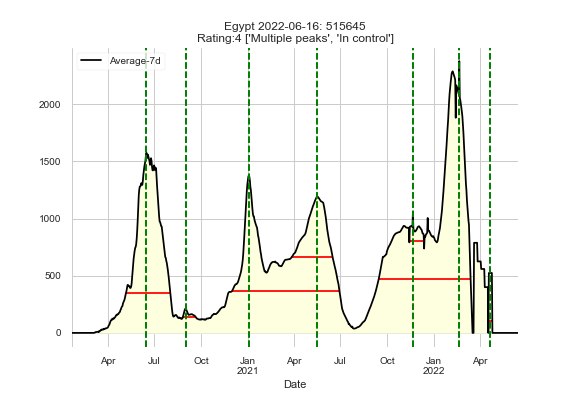 Egypt 2022-06-16: 515645
Rating:4 ['Multiple peaks', 'In control']
Average-7d
2000
1500
1000
500
0
Apr Jul Oct Jan Apr Jul Oct Jan Apr
2021 2022
Date